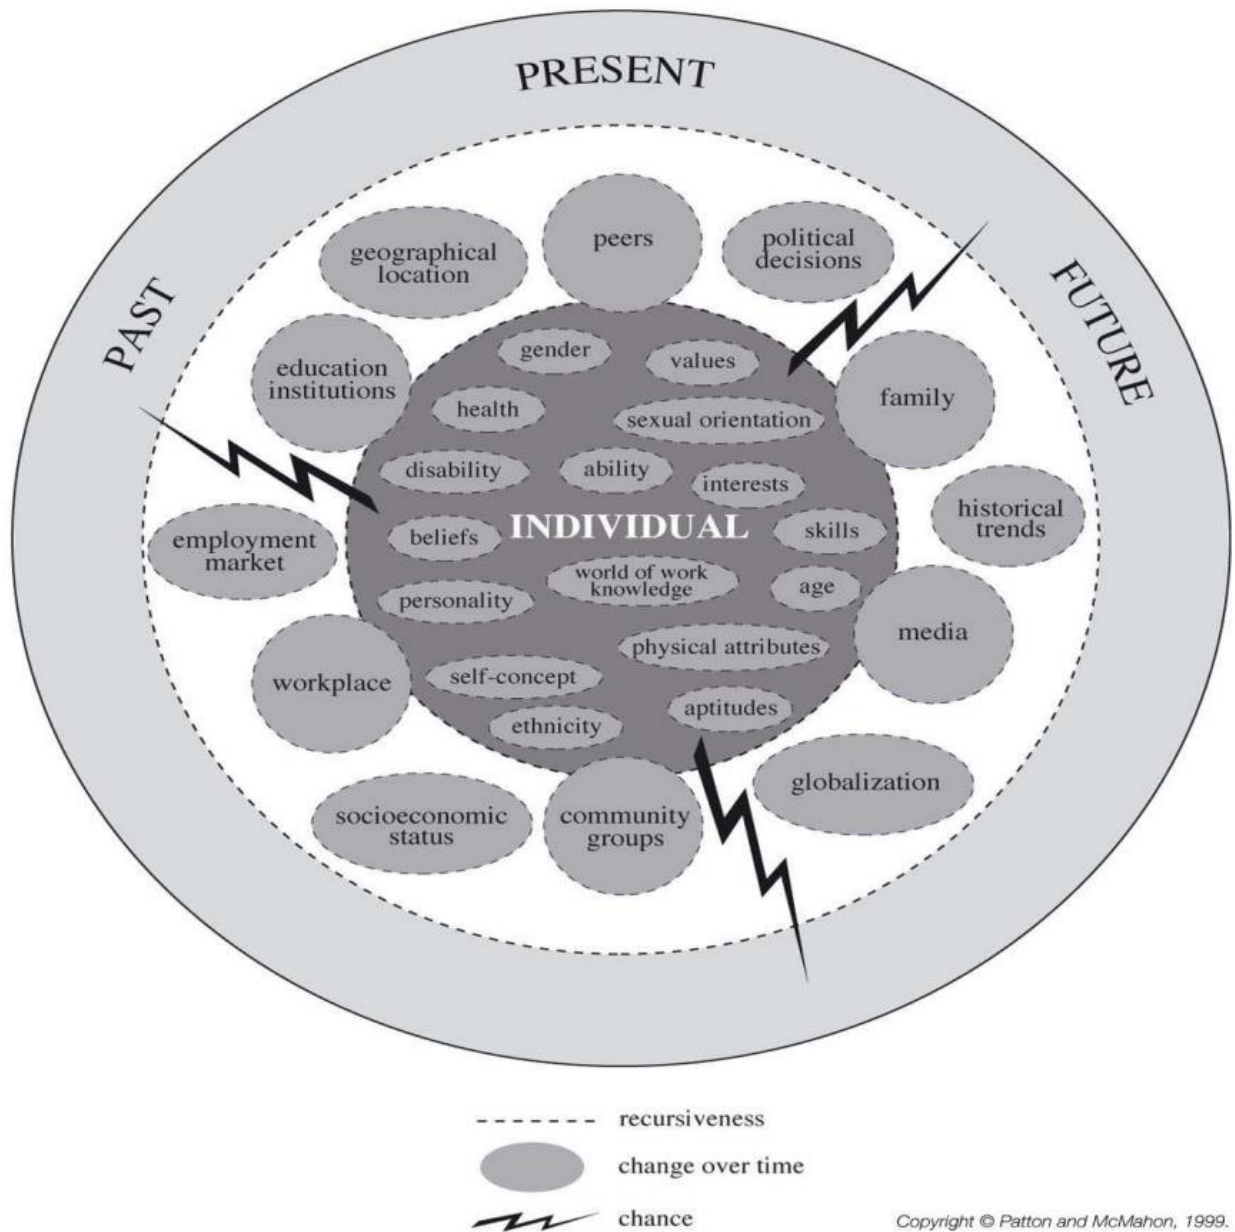 PRESENT
PAST
FUTURE
peers
geographical
location
political
decisions
education
institutions
family
employment
market
historical
trends
workplace
media
socioeconomic
status
community
groups
globalization
gender
values
health
sexual orientation
disability
ability
interests
INDIVIDUAL
beliefs
skills
world of work
knowledge
personality
age
physical attributes
self-concept
ethnicity
aptitudes
recursiveness
change over time
chance
Copyright © Patton and McMahon, 1999.